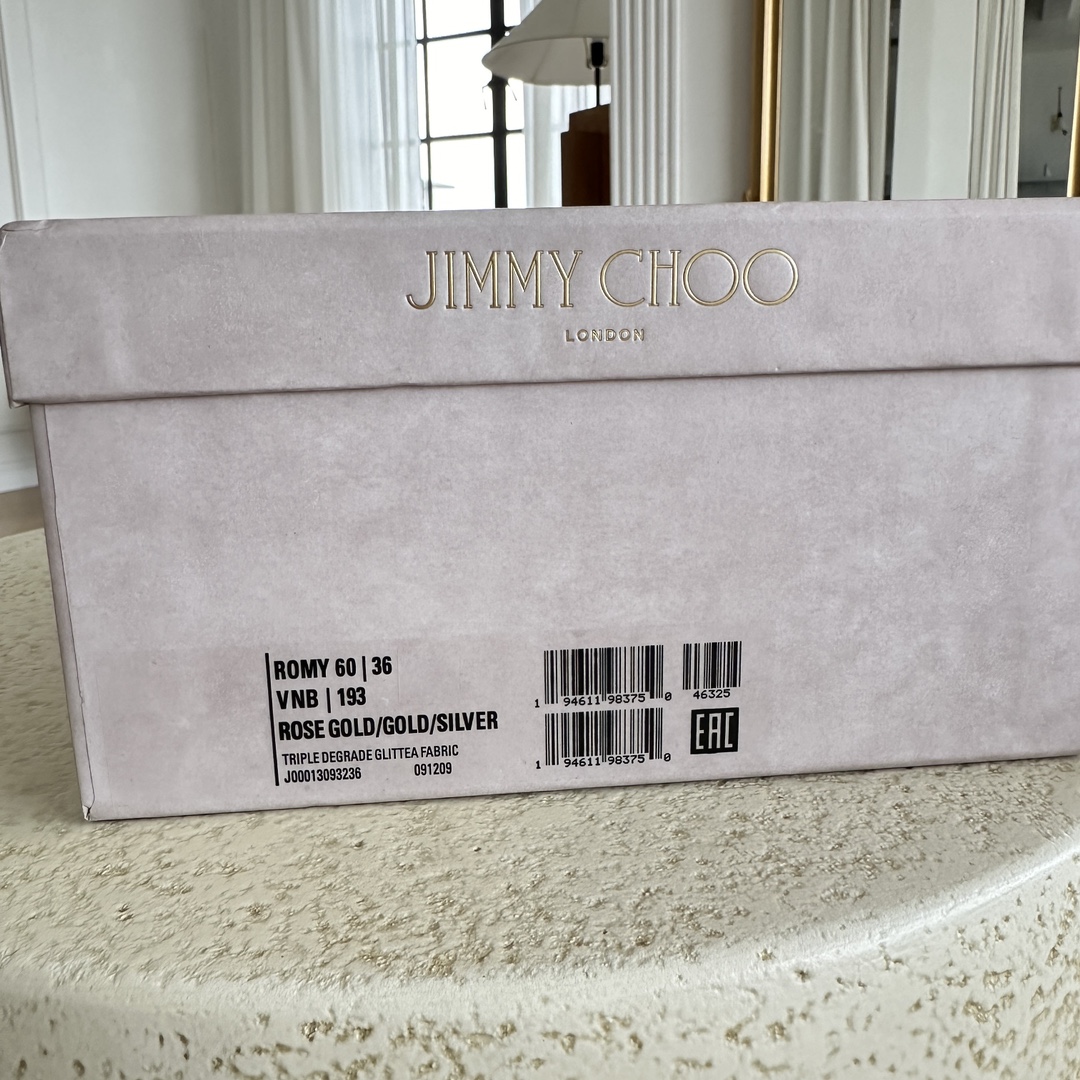 JIMMY CHOO
LONDON
ROMY 60 | 36
VNB | 193
ROSE GOLD/GOLD/SILVER
TRIPLE DEGRADE GLITTEA FABRIC
J00013093236 091209
1 94611 98375 0
46325
1 94611 98375 0
EAC